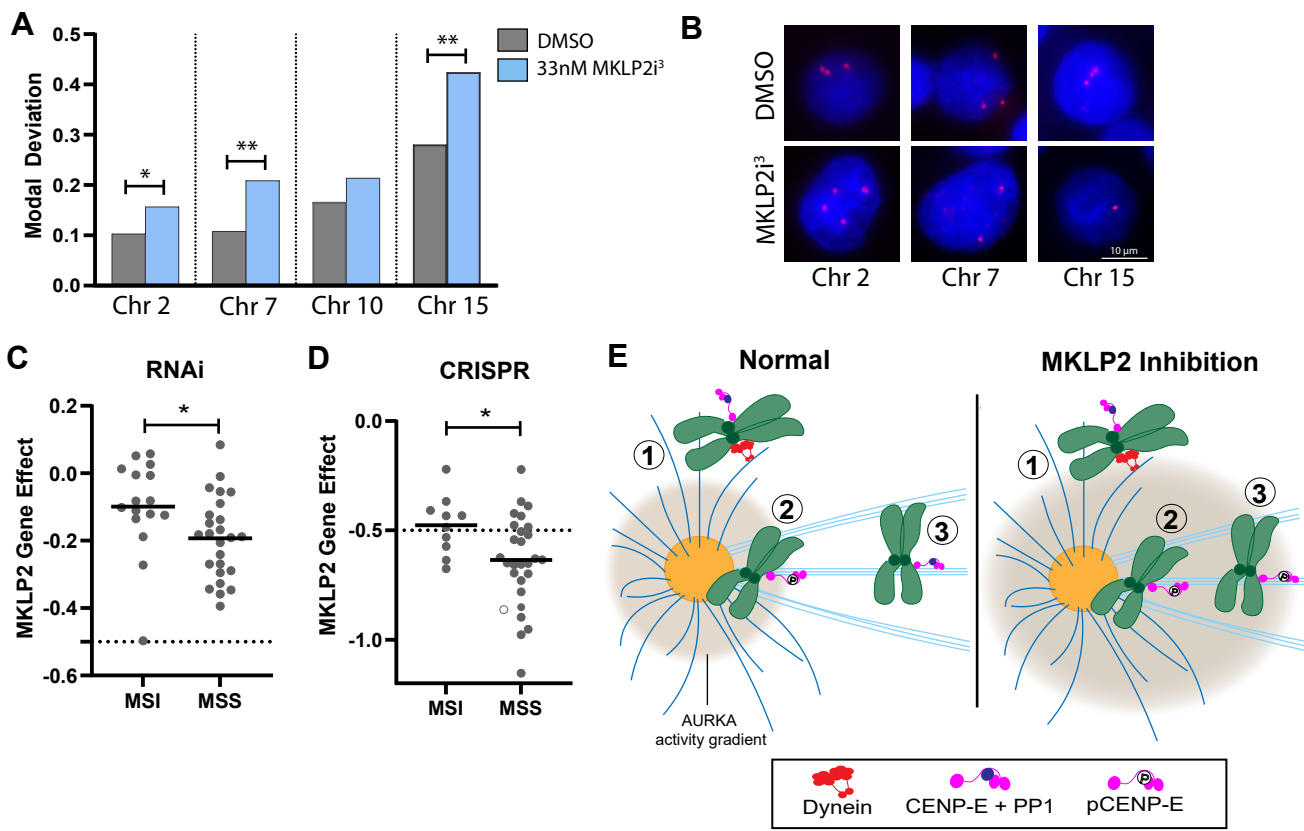 A
Modal Deviation
0.5
0.4
0.3
0.2
0.1
0.0
*
**
**
DMSO
33nM MKLP2i³
Chr 2
Chr 7
Chr 10
Chr 15
B
DMSO
MKLP2i³
10 µm
Chr 2
Chr 7
Chr 15
C
RNAi
MKLP2 Gene Effect
0.2
0.0
-0.2
-0.4
-0.6
*
MSI
MSS
D
CRISPR
MKLP2 Gene Effect
0.0
-0.5
-1.0
*
MSI
MSS
E
Normal
1
2
3
P
AURKA
activity gradient
MKLP2 Inhibition
1
2
3
P
P
Dynein
CENP-E + PP1
P
pCENP-E